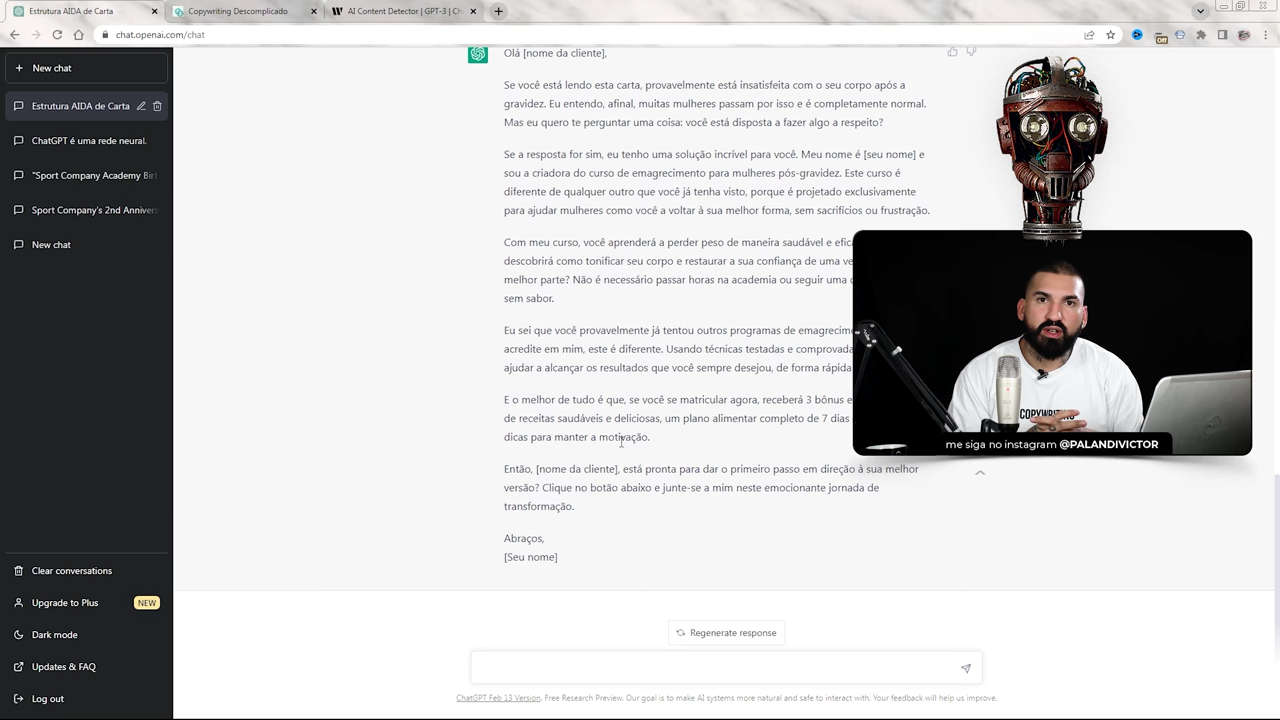 Estrutura AIDA de Carta
Copywriting Descomplicado
AI Content Detector | GPT-3 | Ch
chat.openai.com/chat
Off
New chat
Estrutura AIDA de Carta
ChatGPT é uma rede neural.
"Sport Company Academy Birt
Sport Company's 2nd Anniver
New chat
Clear conversations
Upgrade to Plus
NEW
Dark mode
Updates & FAQ
Log out
Olá [nome da cliente],
Se você está lendo esta carta, provavelmente está insatisfeita com o seu corpo após a
gravidez. Eu entendo, afinal, muitas mulheres passam por isso e é completamente normal.
Mas eu quero te perguntar uma coisa: você está disposta a fazer algo a respeito?
Se a resposta for sim, eu tenho uma solução incrível para você. Meu nome é [seu nome] e
sou a criadora do curso de emagrecimento para mulheres pós-gravidez. Este curso é
diferente de qualquer outro que você já tenha visto, porque é projetado exclusivamente
para ajudar mulheres como você a voltar à sua melhor forma, sem sacrifícios ou frustração.
Com meu curso, você aprenderá a perder peso de maneira saudável e efica
descobrirá como tonificar seu corpo e restaurar a sua confiança de uma ve
melhor parte? Não é necessário passar horas na academia ou seguir uma d
sem sabor.
Eu sei que você provavelmente já tentou outros programas de emagrecime
acredite em mim, este é diferente. Usando técnicas testadas e comprovada
ajudar a alcançar os resultados que você sempre desejou, de forma rápida
E o melhor de tudo é que, se você se matricular agora, receberá 3 bônus e
de receitas saudáveis e deliciosas, um plano alimentar completo de 7 dias
dicas para manter a motivação.
Então, [nome da cliente], está pronta para dar o primeiro passo em direção à sua melhor
versão? Clique no botão abaixo e junte-se a mim neste emocionante jornada de
transformação.
Abraços,
[Seu nome]
COPYWRITING
me siga no instagram @PALANDIVICTOR
Regenerate response
ChatGPT Feb 13 Version. Free Research Preview. Our goal is to make AI systems more natural and safe to interact with. Your feedback will help us improve.